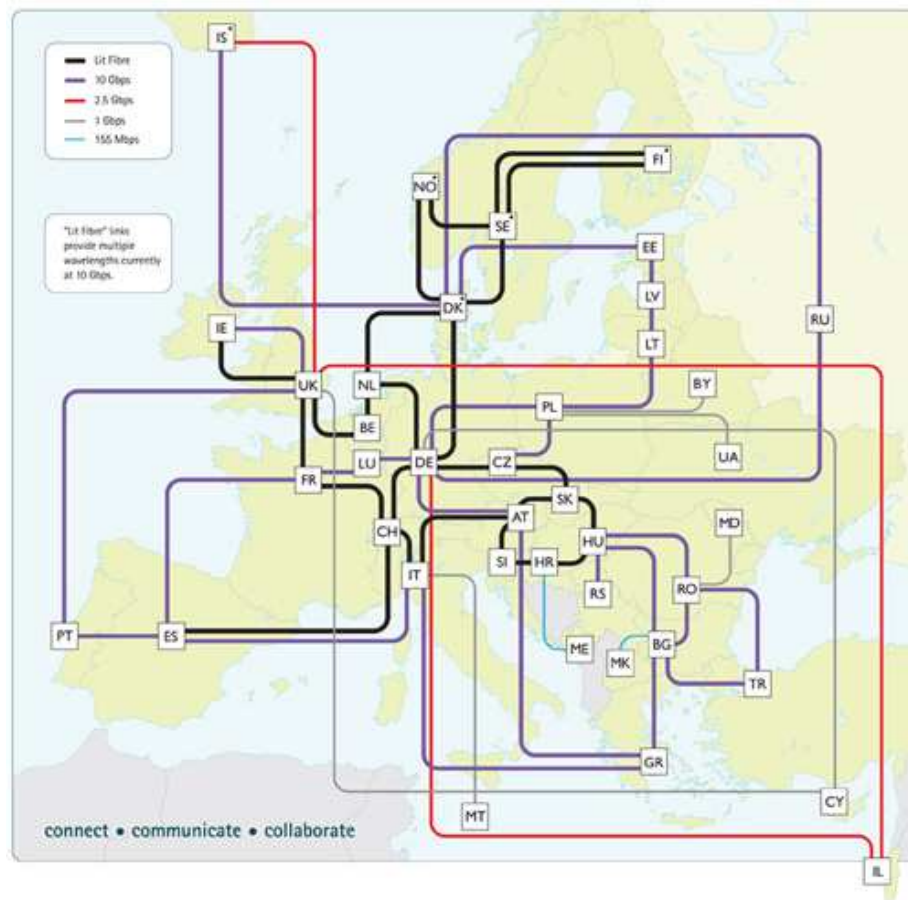 IS*
Lit Fibre
10 Gbps
2.5 Gbps
1 Gbps
155 Mbps
FI*
NO*
"Lit Fibre" links
provide multiple
wavelengths currently
at 10 Gbps.
SE*
EE
LV
DK*
RU
IE
LT
UK
NL
BY
PL
BE
UA
LU
DE
CZ
FR
SK
AT
MD
CH
HU
SI
HR
IT
RS
RO
PT
ES
BG
ME
MK
TR
GR
CY
MT
connect • communicate • collaborate
IL